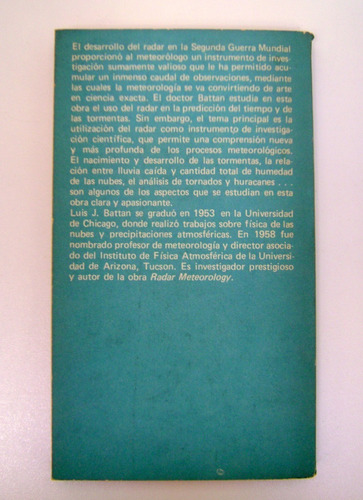 El desarrollo del radar en la Segunda Guerra Mundial
proporcionó al meteorólogo un instrumento de inves-
tigación sumamente valioso que le ha permitido acu-
mular un inmenso caudal de observaciones, mediante
las cuales la meteorología se va convirtiendo de arte
en ciencia exacta. El doctor Battan estudia en esta
obra el uso del radar en la predicción del tiempo y de
las tormentas. Sin embargo, el tema principal es la
utilización del radar como instrumento de investiga-
ción científica, que permite una comprensión nueva
y más profunda de los procesos meteorológicos.
El nacimiento y desarrollo de las tormentas, la rela-
ción entre lluvia caída y cantidad total de humedad
de las nubes, el análisis de tornados y huracanes . . .
son algunos de los aspectos que se estudian en esta
obra clara y apasionante.
Luis J. Battan se graduó en 1953 en la Universidad
de Chicago, donde realizó trabajos sobre física de las
nubes y precipitaciones atmosféricas. En 1958 fue
nombrado profesor de meteorología y director asocia-
do del Instituto de Física Atmosférica de la Universi-
dad de Arizona, Tucson. Es investigador prestigioso
y autor de la obra Radar Meteorology.